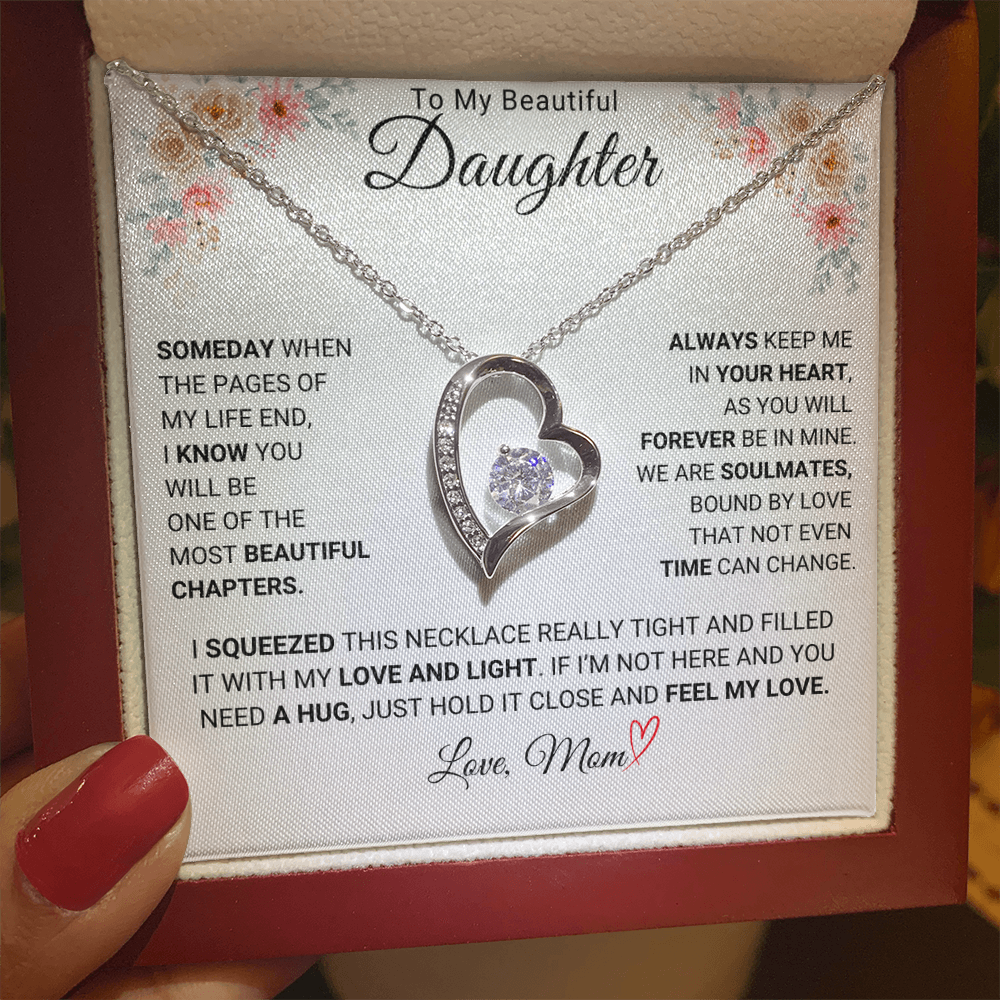 To My Beautiful
Daughter
SOMEDAY WHEN
THE PAGES OF
MY LIFE END,
I KNOW YOU
WILL BE
ONE OF THE
MOST BEAUTIFUL
CHAPTERS.
ALWAYS KEEP ME
IN YOUR HEART,
AS YOU WILL
FOREVER BE IN MINE.
WE ARE SOULMATES,
BOUND BY LOVE
THAT NOT EVEN
TIME CAN CHANGE.
I SQUEEZED THIS NECKLACE REALLY TIGHT AND FILLED
IT WITH MY LOVE AND LIGHT. IF I'M NOT HERE AND YOU
NEED A HUG, JUST HOLD IT CLOSE AND FEEL MY LOVE.
Love, Mom